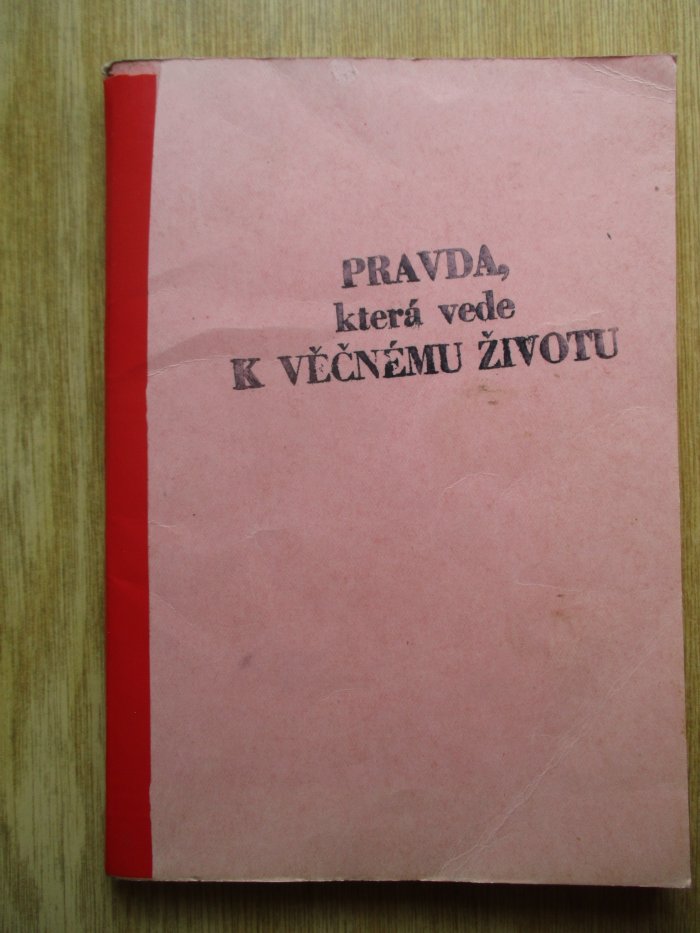 PRAVDA,
která vede
K VĚČNÉMU ŽIVOTU